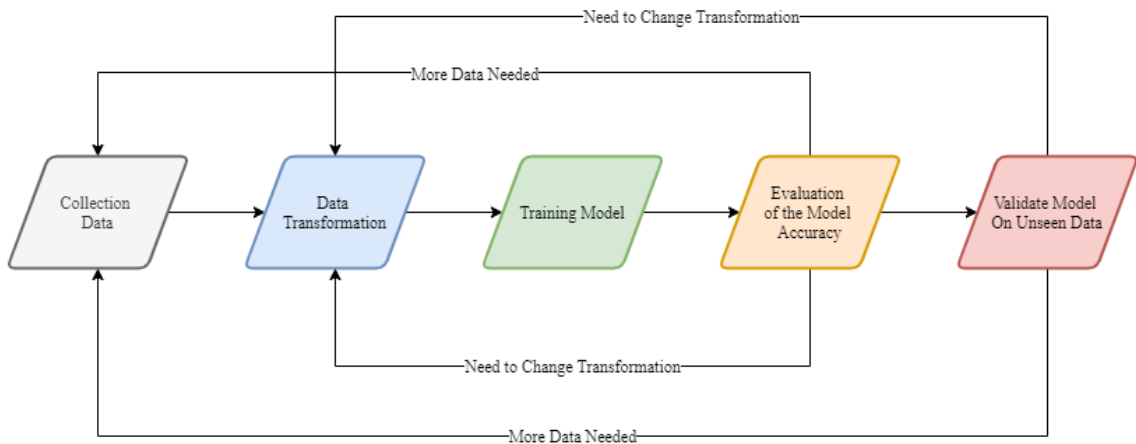 Need to Change Transformation
More Data Needed
Collection
Data
Data
Transformation
Training Model
Evaluation
of the Model
Accuracy
Validate Model
On Unseen Data
Need to Change Transformation
More Data Needed